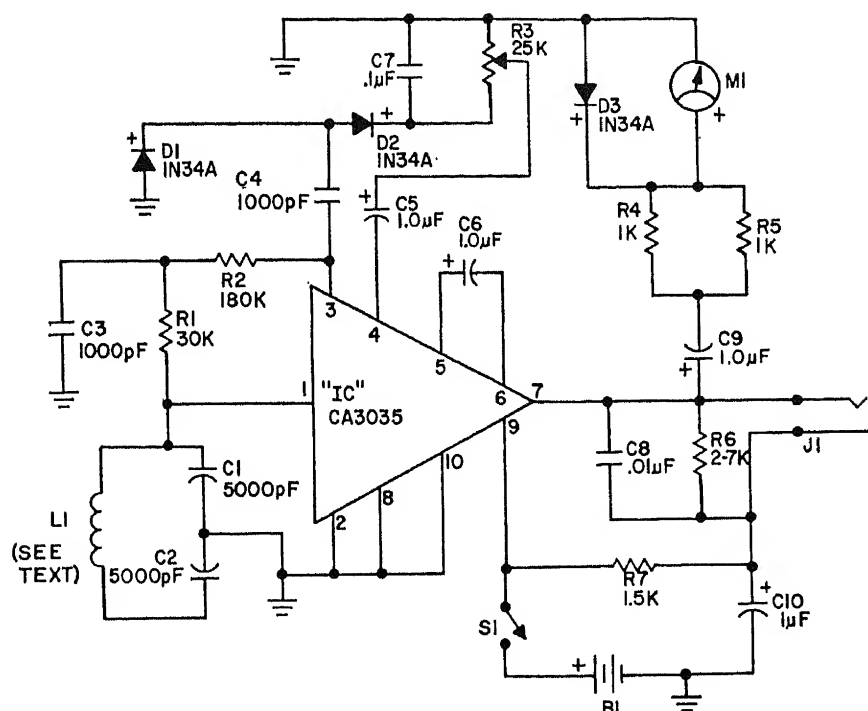 R3
25K
C7
.1µF
M1
+
D3
1N34A
+
+
D1
1N34A
+
D2
1N34A
C4
1000pF
+
C5
1.0µF
C6
1.0µF
+
R4
1K
R5
1K
R2
180K
R1
30K
C3
1000pF
3
4
5
6
7
1
"IC"
CA3035
9
10
8
2
C9
1.0µF
+
C1
5000pF
L1
(SEE
TEXT)
C2
5000pF
C8
.01µF
R6
2-7K
J1
R7
1.5K
+
C10
1µF
S1
+
B1